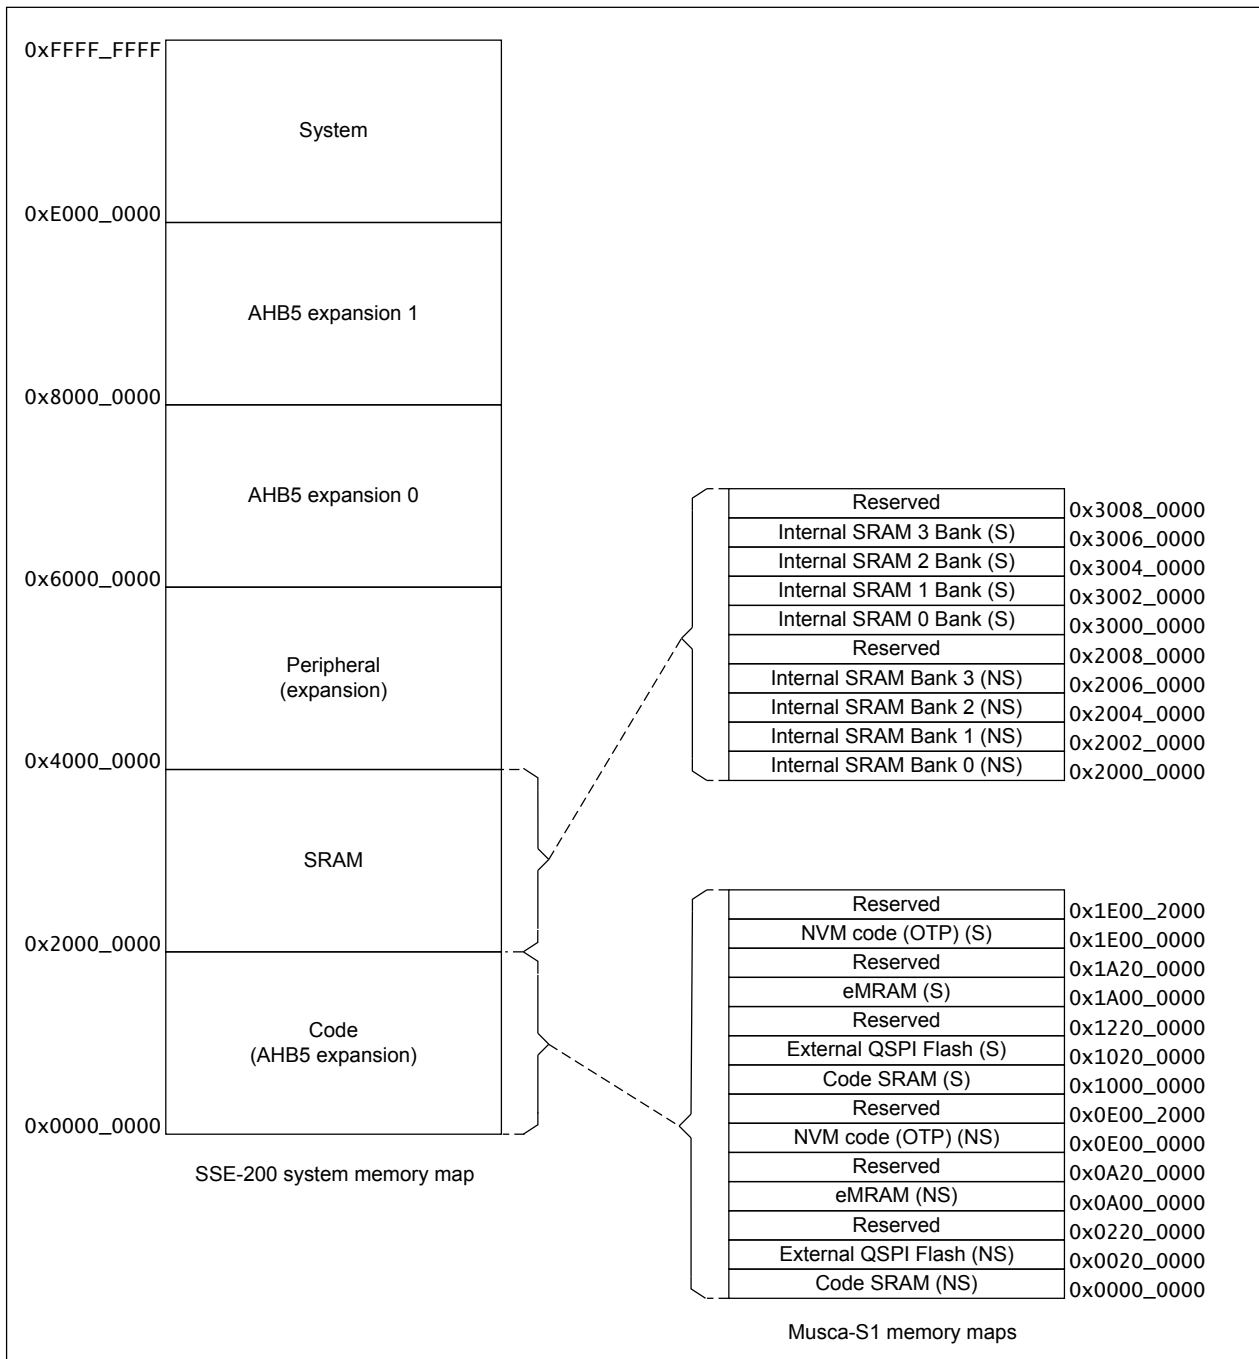 0xFFFF_FFFF
System
0xE000_0000
AHB5 expansion 1
0x8000_0000
AHB5 expansion 0
0x6000_0000
Peripheral
(expansion)
0x4000_0000
SRAM
0x2000_0000
Code
(AHB5 expansion)
0x0000_0000
SSE-200 system memory map
Reserved 0x3008_0000
Internal SRAM 3 Bank (S) 0x3006_0000
Internal SRAM 2 Bank (S) 0x3004_0000
Internal SRAM 1 Bank (S) 0x3002_0000
Internal SRAM 0 Bank (S) 0x3000_0000
Reserved 0x2008_0000
Internal SRAM Bank 3 (NS) 0x2006_0000
Internal SRAM Bank 2 (NS) 0x2004_0000
Internal SRAM Bank 1 (NS) 0x2002_0000
Internal SRAM Bank 0 (NS) 0x2000_0000
Reserved 0x1E00_2000
NVM code (OTP) (S) 0x1E00_0000
Reserved 0x1A20_0000
eMRAM (S) 0x1A00_0000
Reserved 0x1220_0000
External QSPI Flash (S) 0x1020_0000
Code SRAM (S) 0x1000_0000
Reserved 0x0E00_2000
NVM code (OTP) (NS) 0x0E00_0000
Reserved 0x0A20_0000
eMRAM (NS) 0x0A00_0000
Reserved 0x0220_0000
External QSPI Flash (NS) 0x0020_0000
Code SRAM (NS) 0x0000_0000
Musca-S1 memory maps